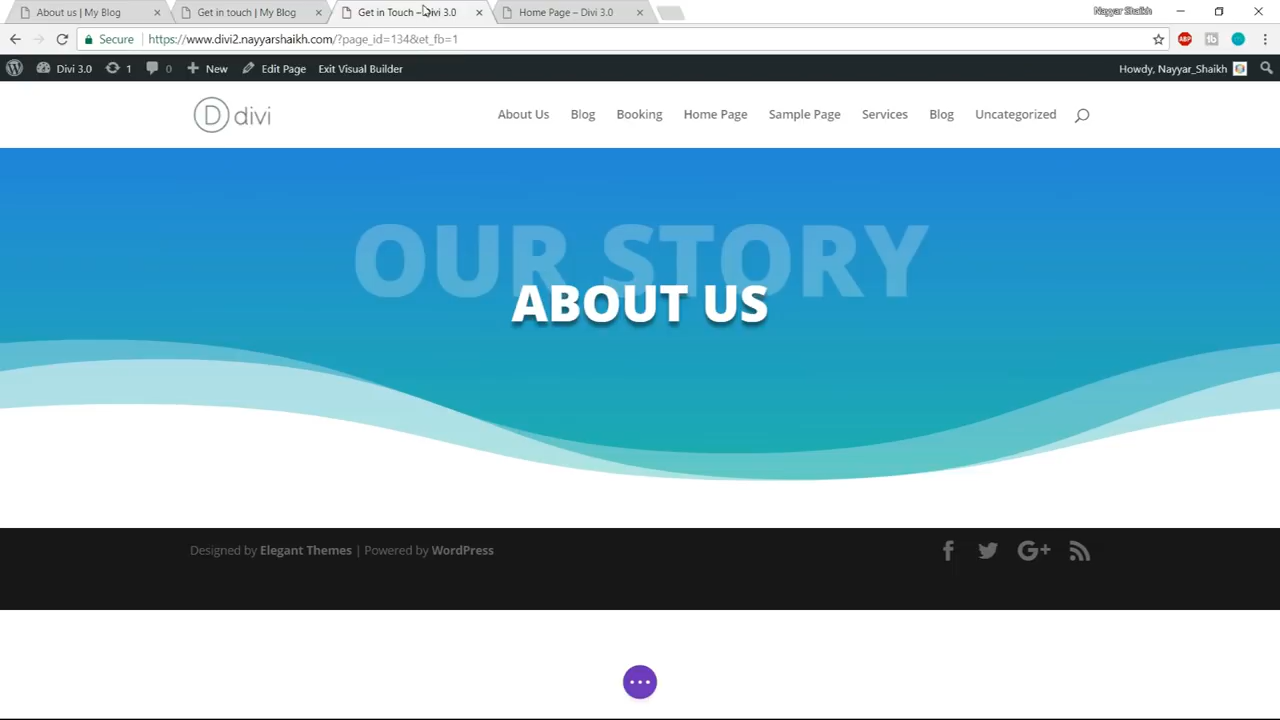 About us | My Blog
Get in touch | My Blog
Get in Touch – Divi 3.0
Home Page – Divi 3.0
Nayyar Shaikh
Secure
https://www.divi2.nayyarshaikh.com/?page_id=134&et_fb=1
ABP
Divi 3.0
1
0
New
Edit Page
Exit Visual Builder
Howdy, Nayyar_Shaikh
D divi
About Us
Blog
Booking
Home Page
Sample Page
Services
Blog
Uncategorized
OUR STORY
ABOUT US
Designed by Elegant Themes | Powered by WordPress